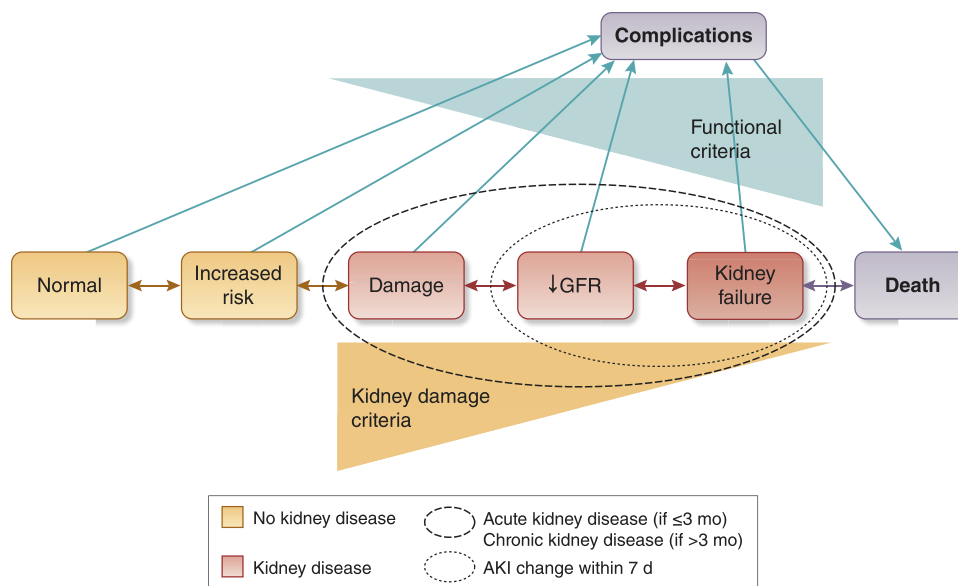 Complications
Functional
criteria
Normal
Increased
risk
Damage
↓GFR
Kidney
failure
Death
Kidney damage
criteria
No kidney disease
Kidney disease
Acute kidney disease (if ≤3 mo)
Chronic kidney disease (if >3 mo)
AKI change within 7 d